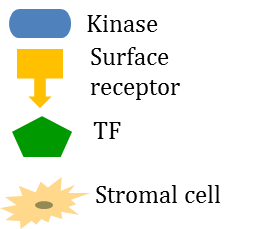 Kinase
Surface
receptor
TF
Stromal cell